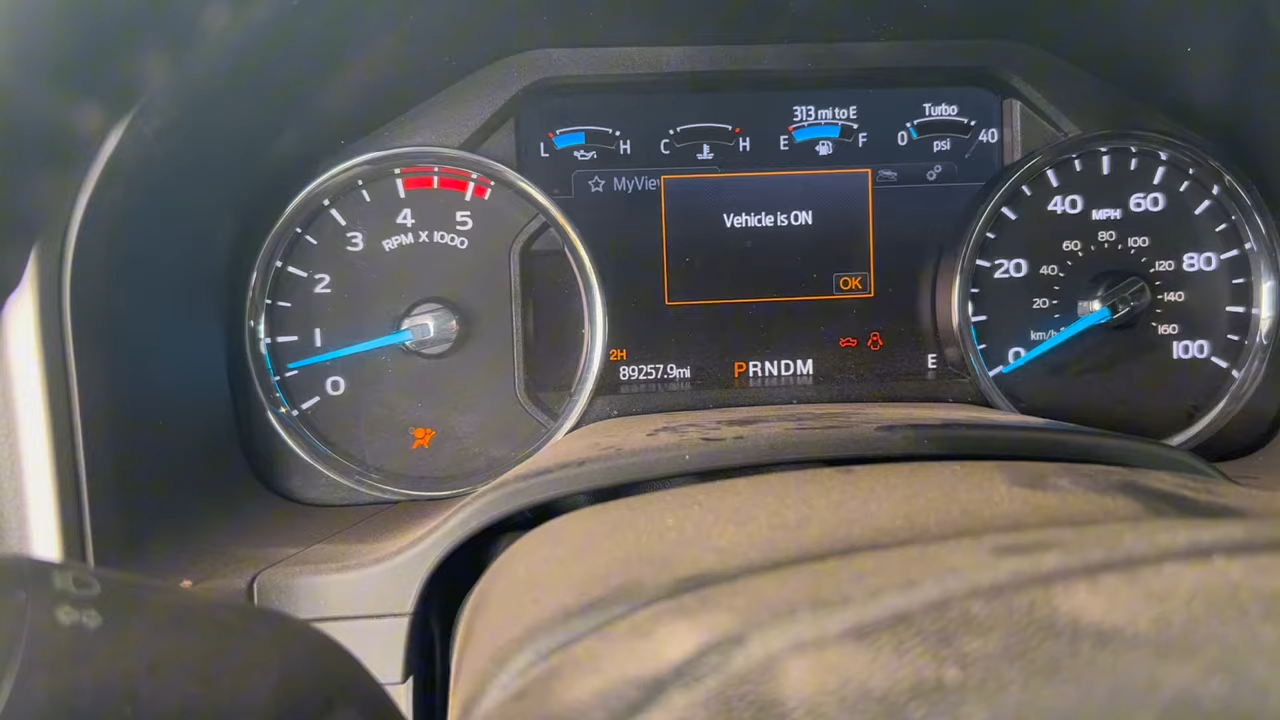 313 mi to E
Turbo
L H
C H
E F
0 40
psi
MyView
Vehicle is ON
OK
0 1 2 3 4 5
RPM X 1000
2H
89257.9mi
PRNDM
E
0 20 40 60 80 100
MPH
20 40 60 80 100 120 140 160
km/h